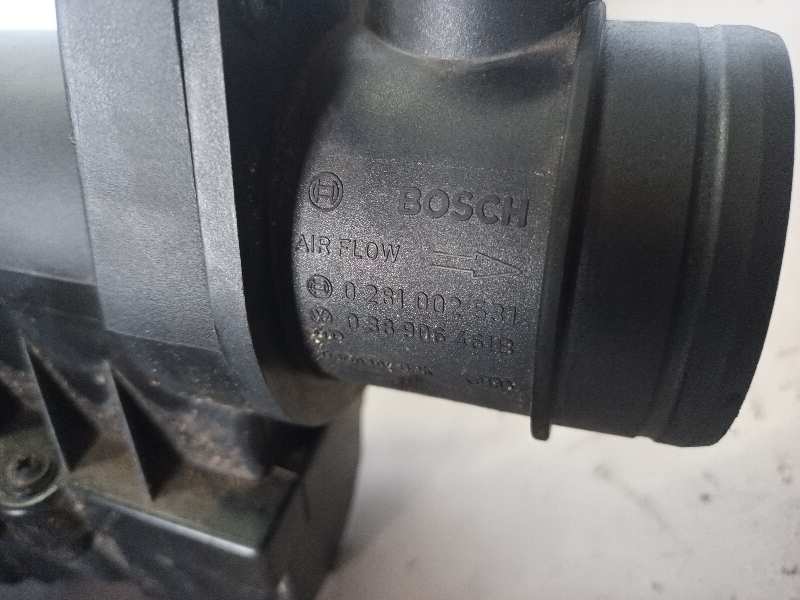 BOSCH
AIR FLOW
0 281 002 531
038 906 461B